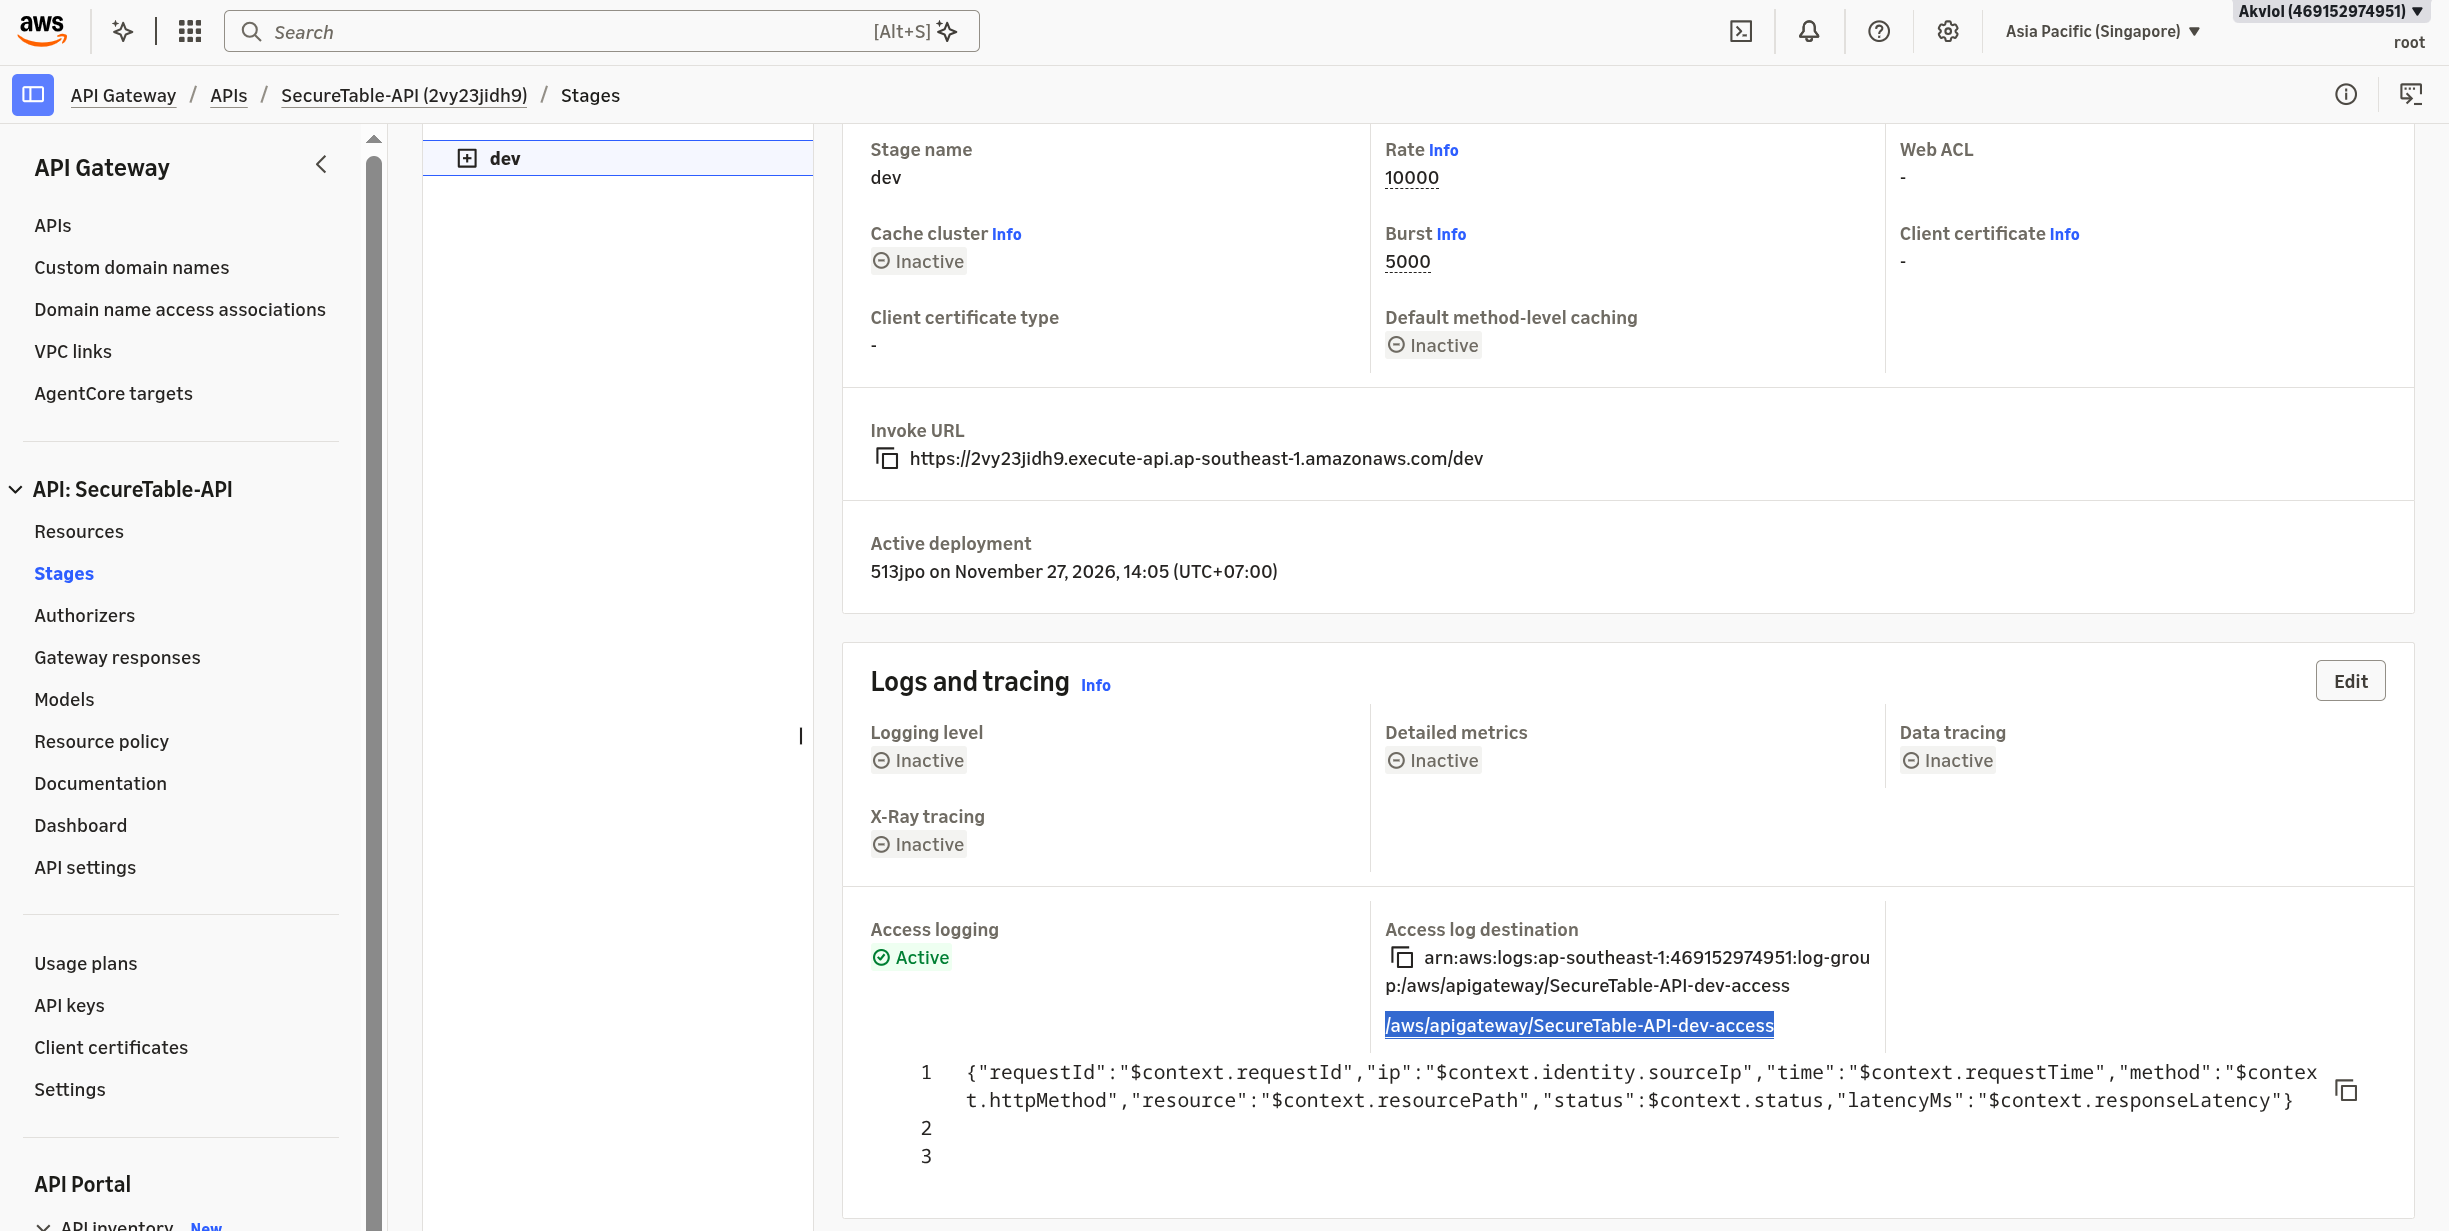 aws
Search
[Alt+S]
Asia Pacific (Singapore)
Akvlol (469152974951)
root
API Gateway / APIs / SecureTable-API (2vy23jidh9) / Stages
API Gateway
APIs
Custom domain names
Domain name access associations
VPC links
AgentCore targets
API: SecureTable-API
Resources
Stages
Authorizers
Gateway responses
Models
Resource policy
Documentation
Dashboard
API settings
Usage plans
API keys
Client certificates
Settings
API Portal
API inventory New
dev
Stage name
dev
Rate Info
10000
Web ACL
-
Cache cluster Info
Inactive
Burst Info
5000
Client certificate Info
-
Client certificate type
-
Default method-level caching
Inactive
Invoke URL
https://2vy23jidh9.execute-api.ap-southeast-1.amazonaws.com/dev
Active deployment
513jpo on November 27, 2026, 14:05 (UTC+07:00)
Logs and tracing Info
Edit
Logging level
Inactive
Detailed metrics
Inactive
Data tracing
Inactive
X-Ray tracing
Inactive
Access logging
Active
Access log destination
arn:aws:logs:ap-southeast-1:469152974951:log-grou
p:/aws/apigateway/SecureTable-API-dev-access
/aws/apigateway/SecureTable-API-dev-access
1 {"requestId":"$context.requestId","ip":"$context.identity.sourceIp","time":"$context.requestTime","method":"$contex
t.httpMethod","resource":"$context.resourcePath","status":$context.status,"latencyMs":"$context.responseLatency"}
2
3